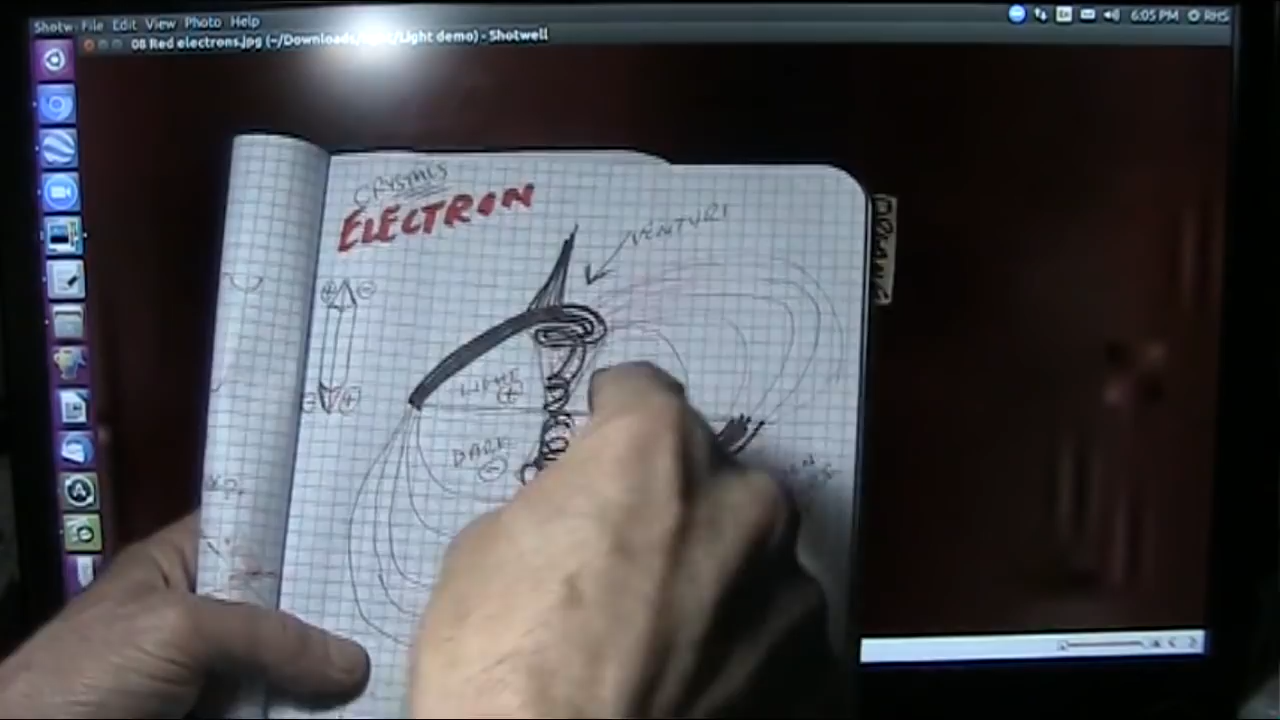 Shotw File Edit View Photo Help
6:05 PM RHS
08 Red electrons.jpg (~/Downloads/Light/Light demo) - Shotwell
CRYSTALS
ELECTRON
VENTURI
LIGHT
+
DARK
-